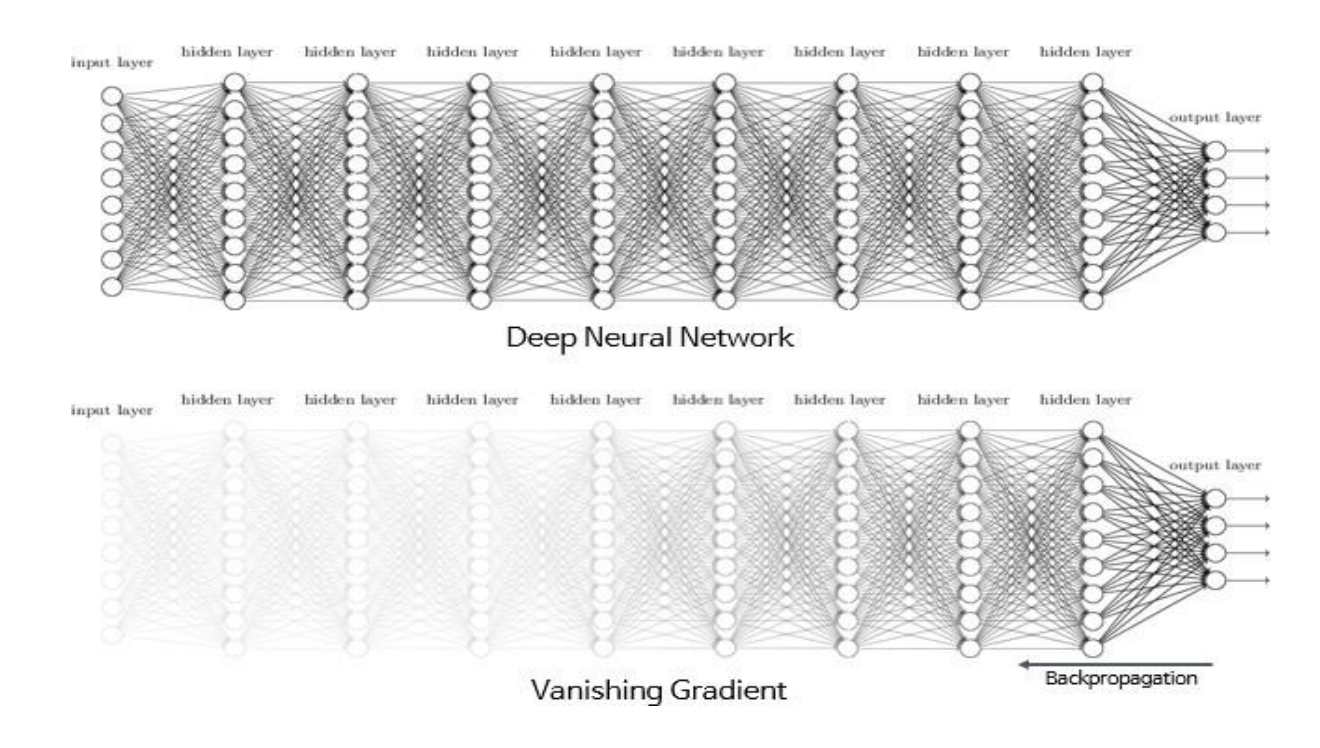 input layer
hidden layer hidden layer hidden layer hidden layer hidden layer hidden layer hidden layer hidden layer
output layer
Deep Neural Network
input layer
hidden layer hidden layer hidden layer hidden layer hidden layer hidden layer hidden layer hidden layer
output layer
Backpropagation
Vanishing Gradient